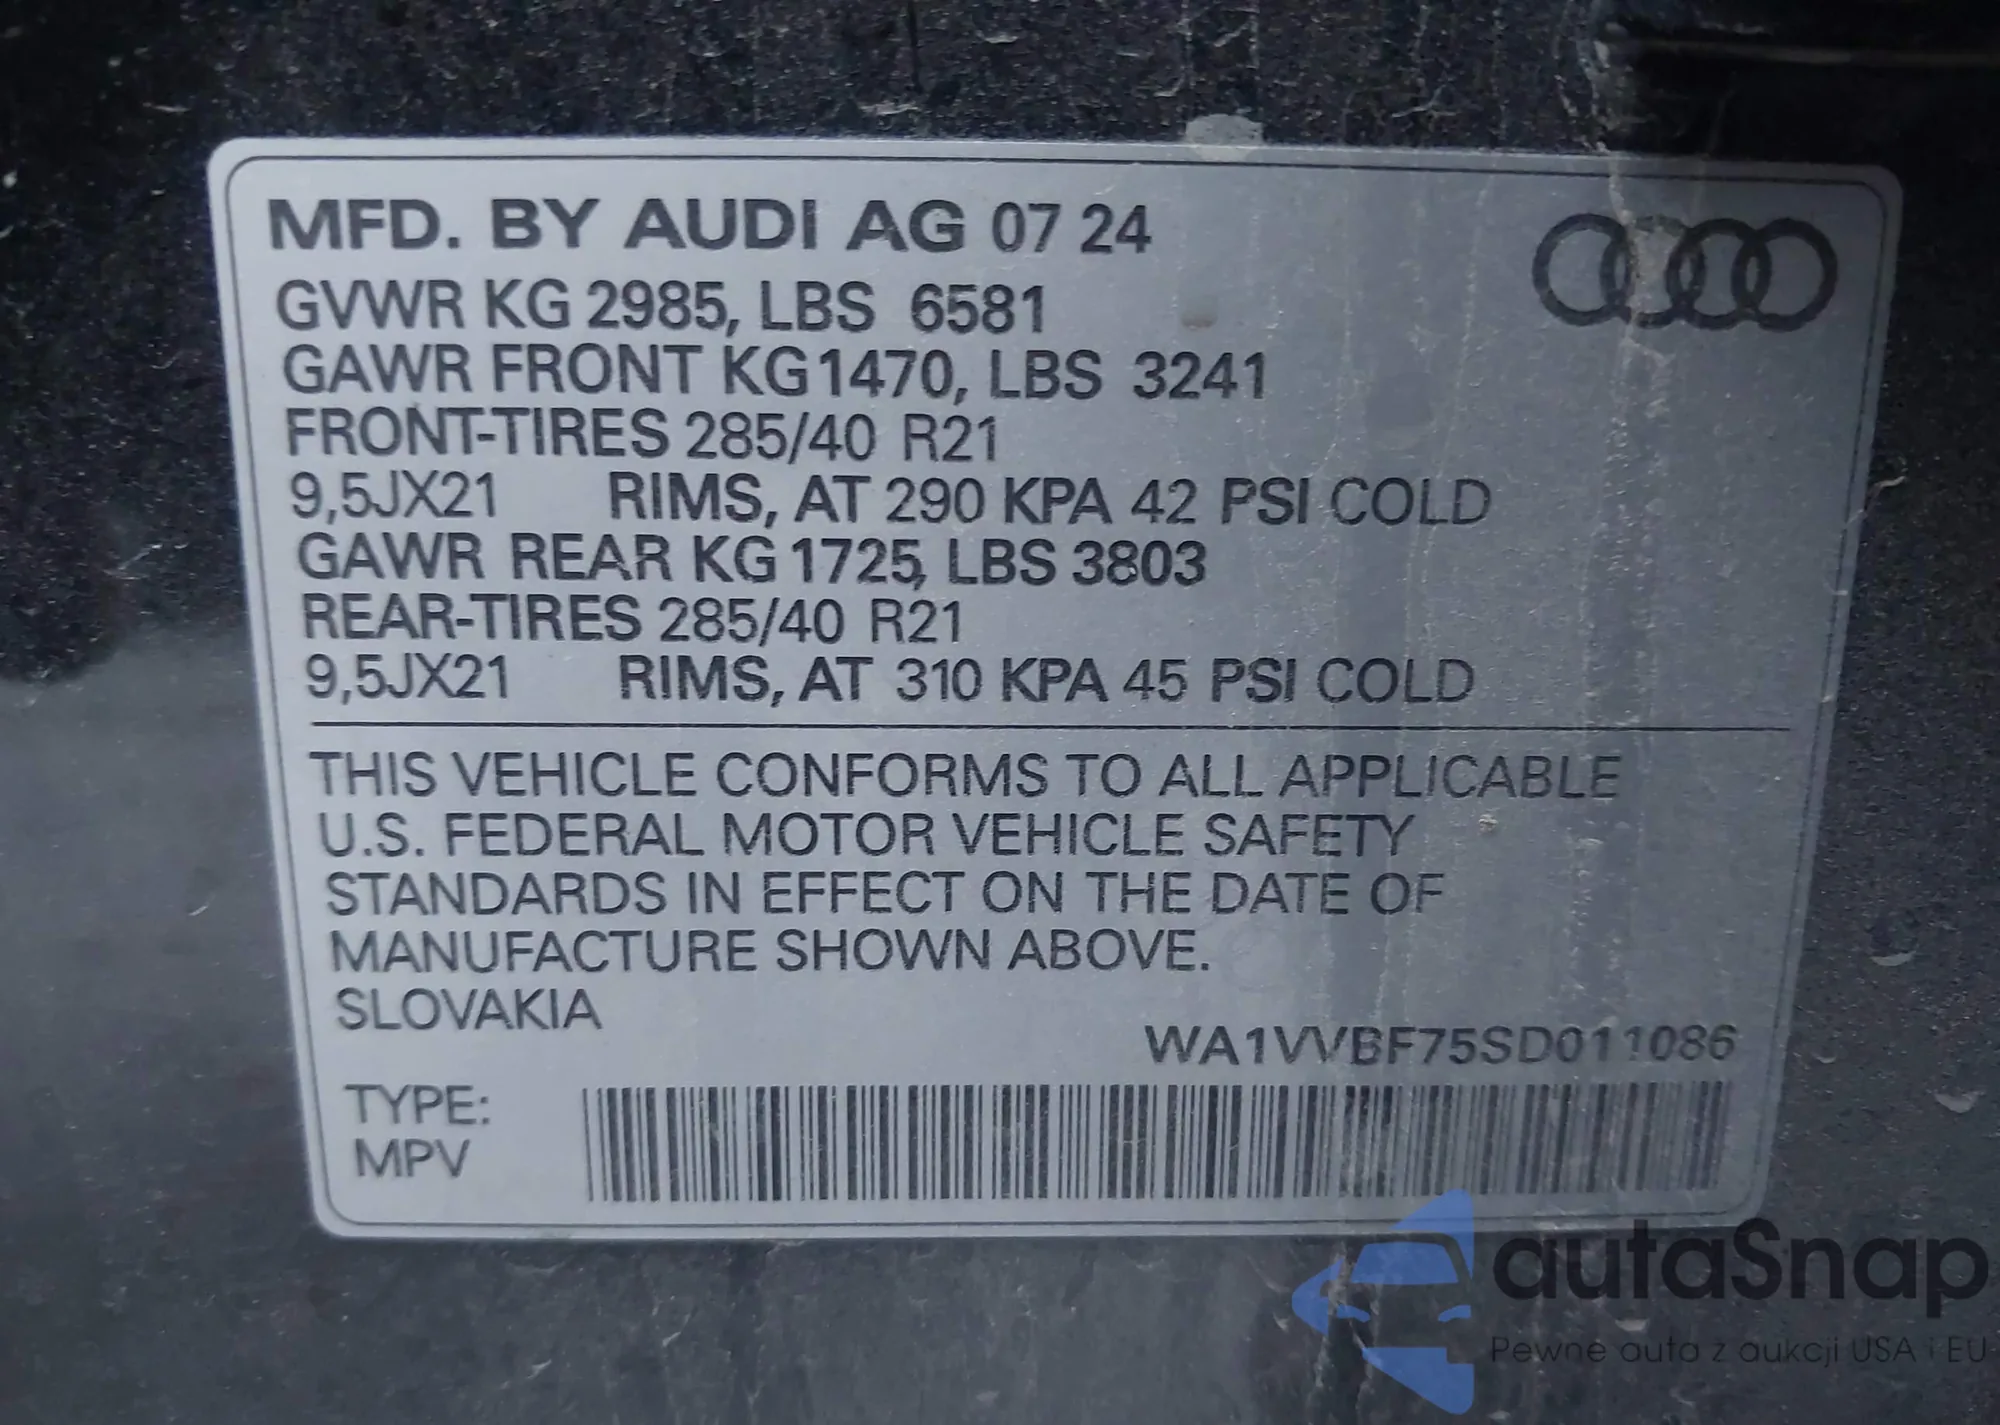 MFD. BY AUDI AG 07 24
GVWR KG 2985, LBS 6581
GAWR FRONT KG 1470, LBS 3241
FRONT-TIRES 285/40 R21
9,5JX21 RIMS, AT 290 KPA 42 PSI COLD
GAWR REAR KG 1725, LBS 3803
REAR-TIRES 285/40 R21
9,5JX21 RIMS, AT 310 KPA 45 PSI COLD
THIS VEHICLE CONFORMS TO ALL APPLICABLE
U.S. FEDERAL MOTOR VEHICLE SAFETY
STANDARDS IN EFFECT ON THE DATE OF
MANUFACTURE SHOWN ABOVE.
SLOVAKIA
WA1VVBF75SD011086
TYPE:
MPV
autaSnap
Pewne auta z aukcji USA i EU